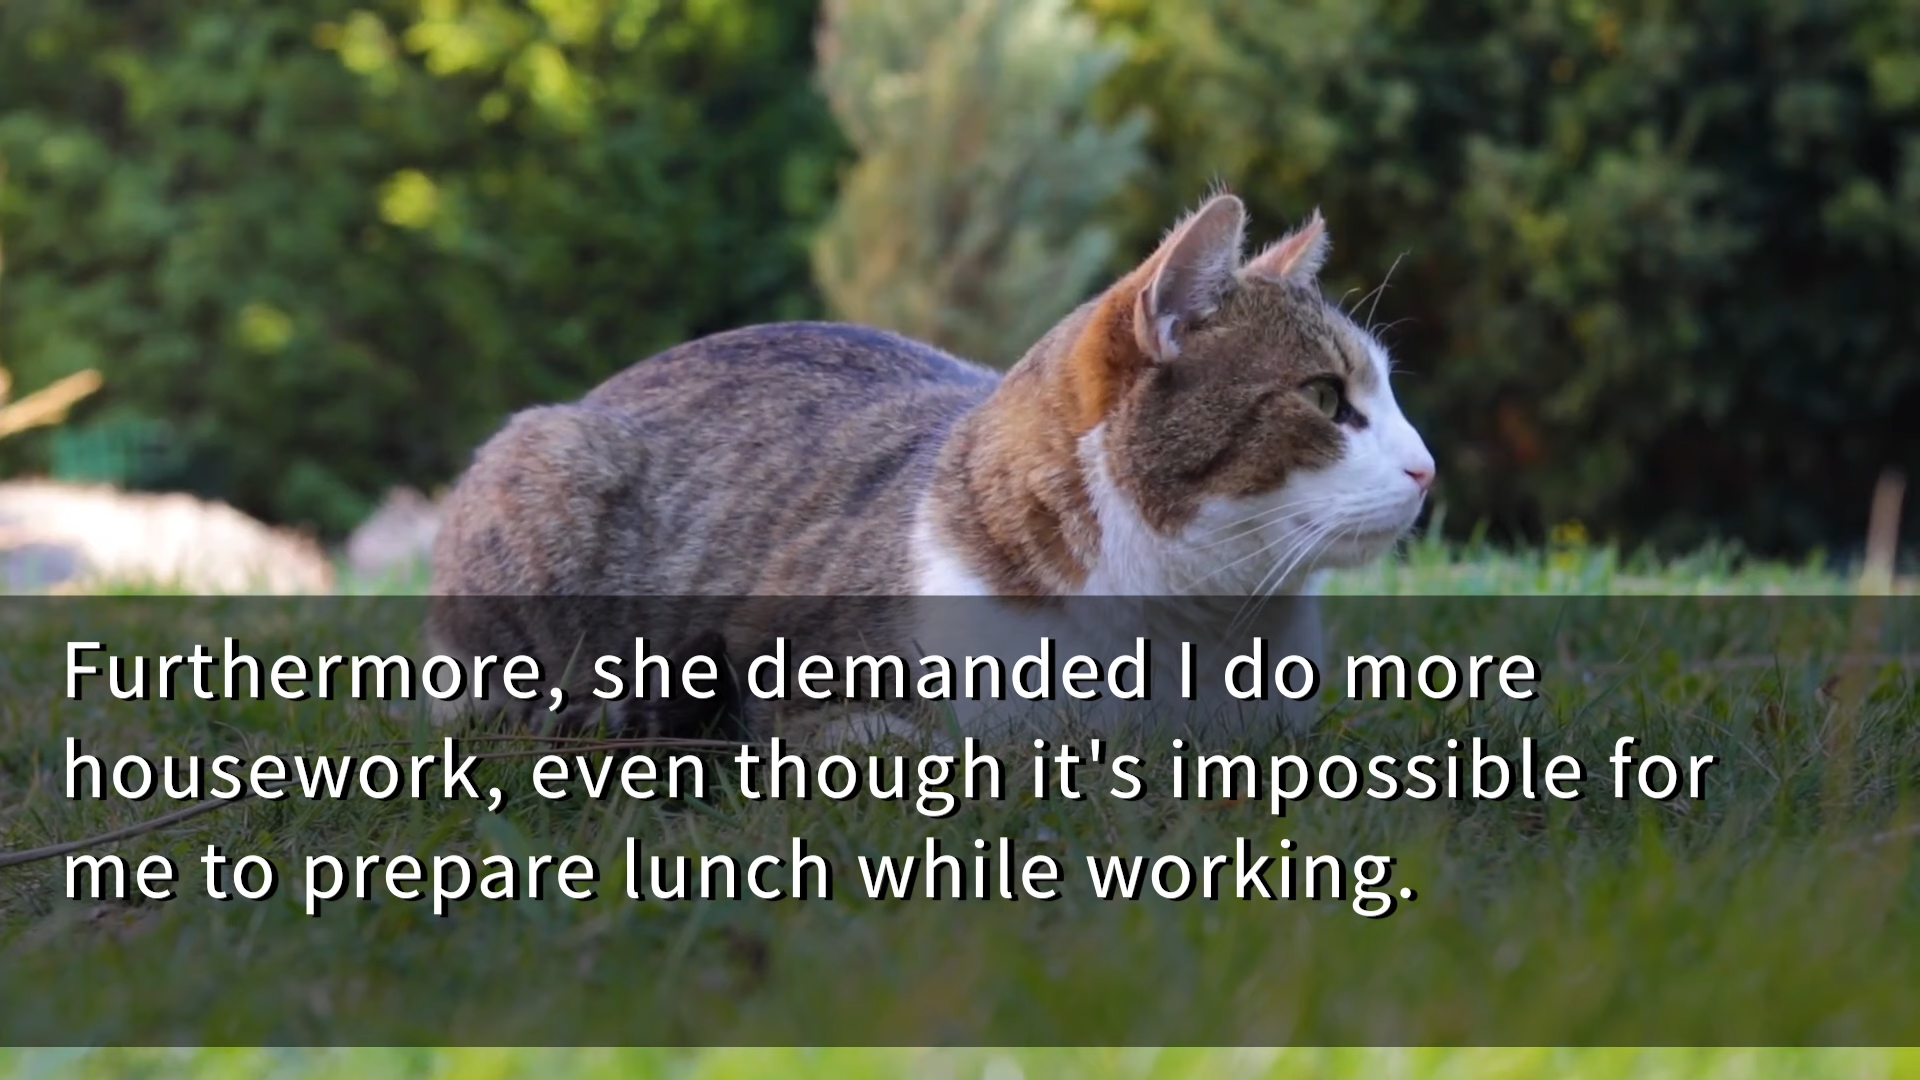 Furthermore, she demanded I do more
housework, even though it's impossible for
me to prepare lunch while working.